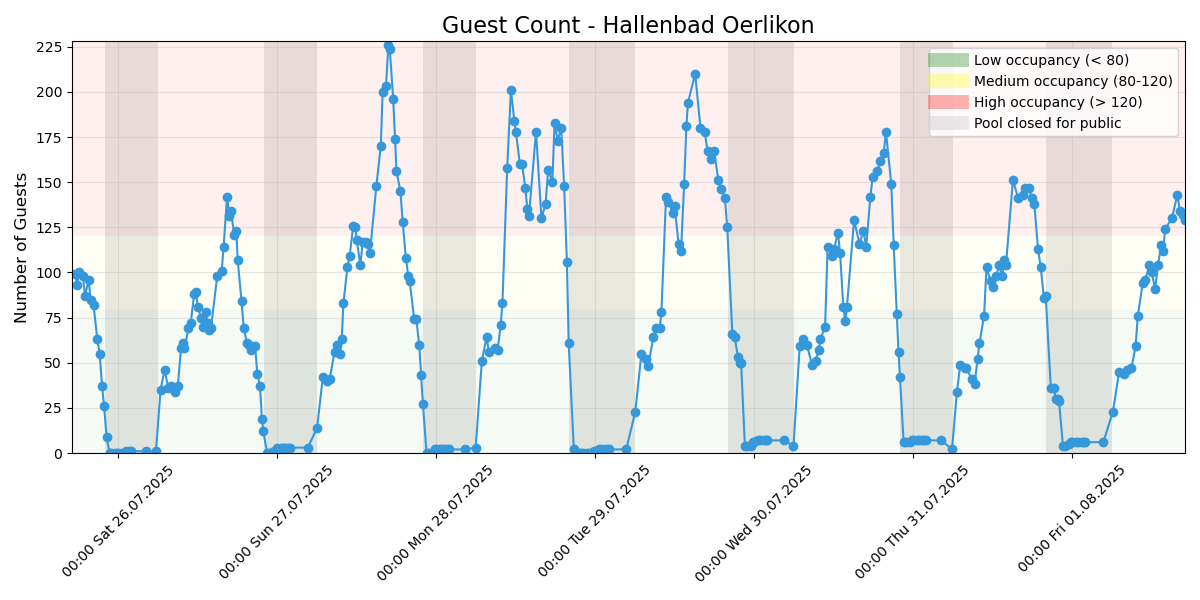 Guest Count - Hallenbad Oerlikon
Number of Guests
225
200
175
150
125
100
75
50
25
0
Low occupancy (< 80)
Medium occupancy (80-120)
High occupancy (> 120)
Pool closed for public
00:00 Sat 26.07.2025
00:00 Sun 27.07.2025
00:00 Mon 28.07.2025
00:00 Tue 29.07.2025
00:00 Wed 30.07.2025
00:00 Thu 31.07.2025
00:00 Fri 01.08.2025